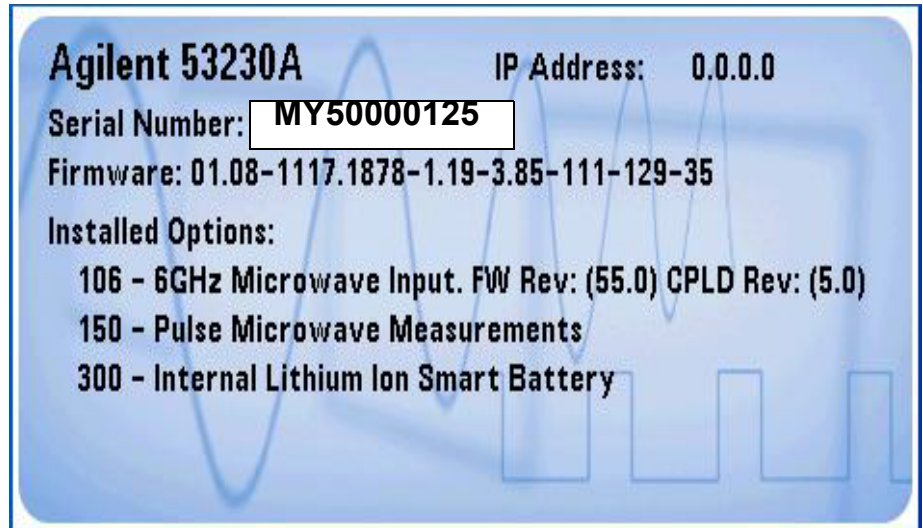 Agilent 53230A IP Address: 0.0.0.0
Serial Number: MY50000125
Firmware: 01.08-1117.1878-1.19-3.85-111-129-35
Installed Options:
106 - 6GHz Microwave Input. FW Rev: (55.0) CPLD Rev: (5.0)
150 - Pulse Microwave Measurements
300 - Internal Lithium Ion Smart Battery